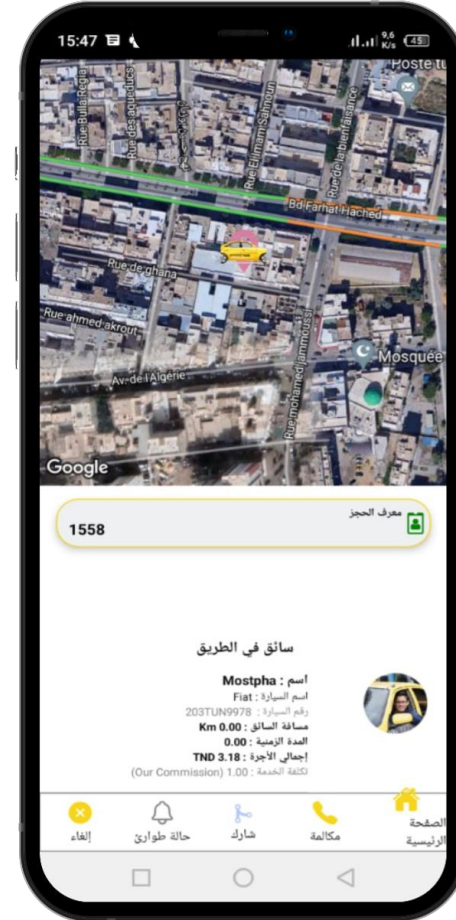 15:47
9,6
K/s
45
Poste tu
Rue Bulla Regia
Rue des aqueducs
Rue El Imam Sahnoun
Rue de la bienfaisance
Bd Farhat Hached
Rue de ghana
Rue ahmed akrout
Av. de l'Algérie
Rue mohamed jammoussi
Mosquée
Google
معرف الحجز
1558
سائق في الطريق
اسم : Mostpha
اسم السيارة : Fiat
رقم السيارة : 203TUN9978
مسافة السائق : 0.00 Km
المدة الزمنية : 0.00
إجمالي الأجرة : 3.18 TND
تكلفة الخدمة : 1.00 (Our Commission)
الصفحة الرئيسية
مكالمة
شارك
حالة طوارئ
إلغاء